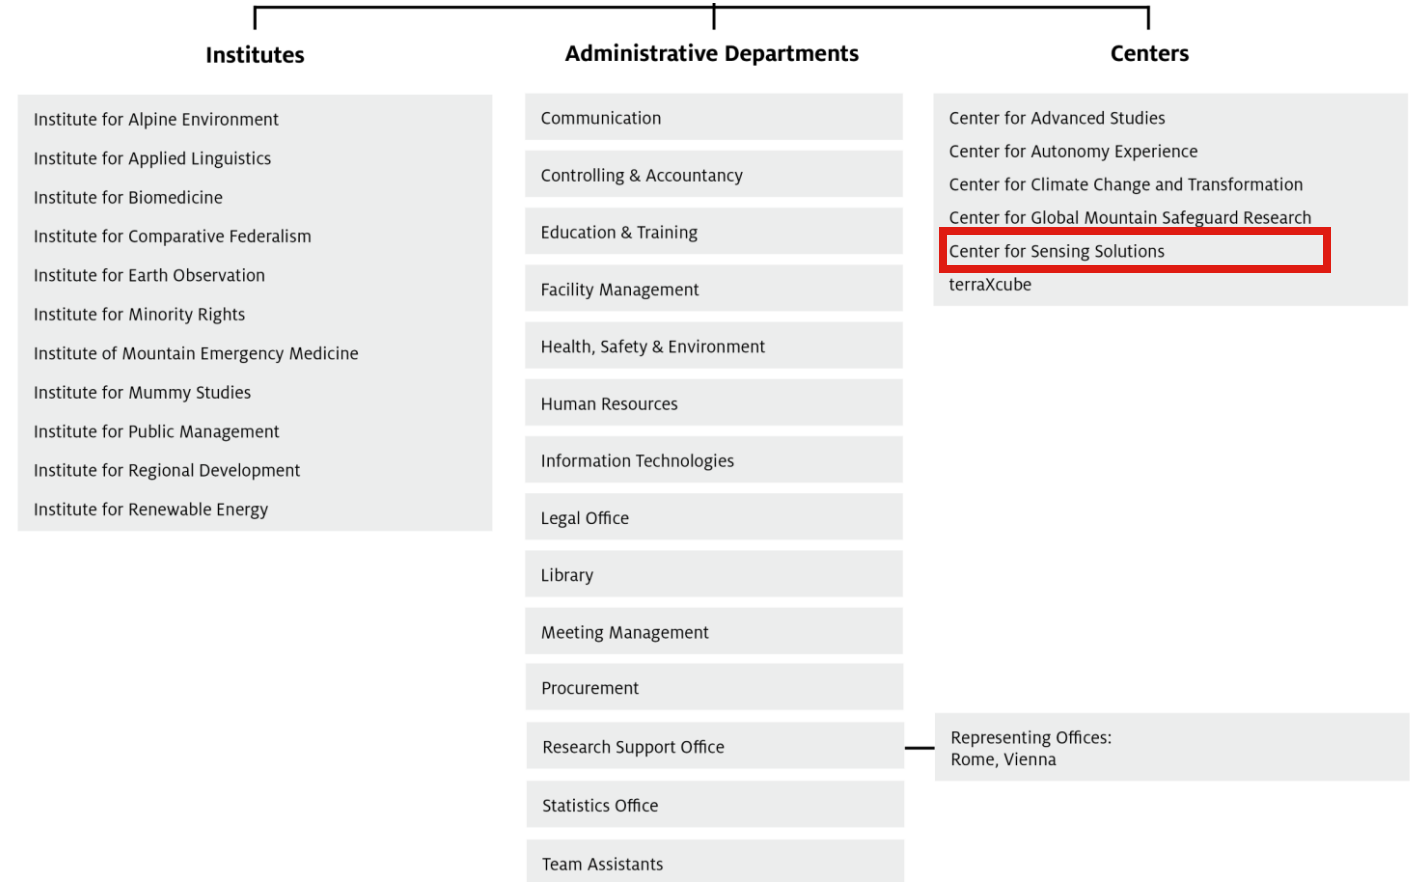 Institutes
Institute for Alpine Environment
Institute for Applied Linguistics
Institute for Biomedicine
Institute for Comparative Federalism
Institute for Earth Observation
Institute for Minority Rights
Institute of Mountain Emergency Medicine
Institute for Mummy Studies
Institute for Public Management
Institute for Regional Development
Institute for Renewable Energy
Administrative Departments
Communication
Controlling & Accountancy
Education & Training
Facility Management
Health, Safety & Environment
Human Resources
Information Technologies
Legal Office
Library
Meeting Management
Procurement
Research Support Office
Statistics Office
Team Assistants
Centers
Center for Advanced Studies
Center for Autonomy Experience
Center for Climate Change and Transformation
Center for Global Mountain Safeguard Research
Center for Sensing Solutions
terraXcube
Representing Offices:
Rome, Vienna